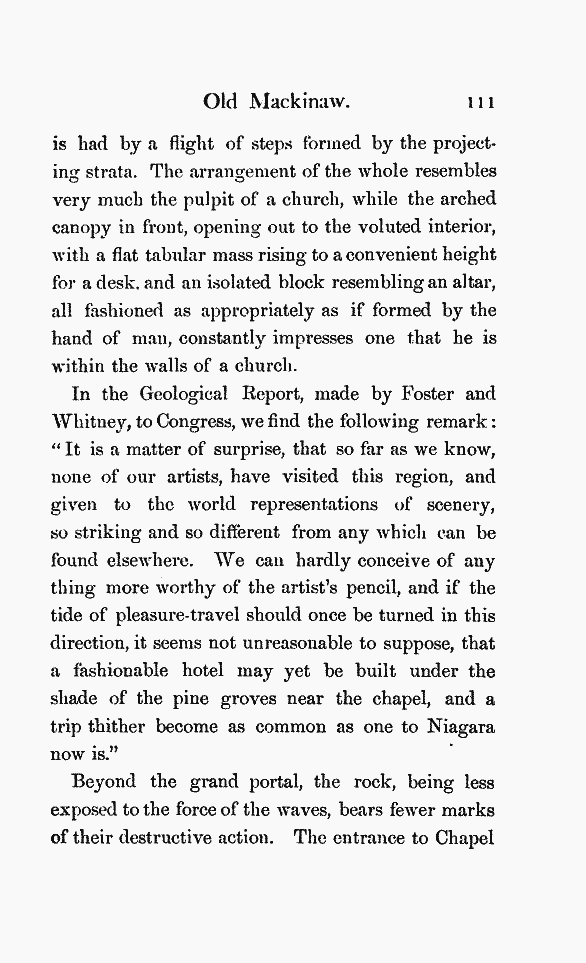 Old Mackinaw. 111
is had by a flight of steps formed by the project-
ing strata. The arrangement of the whole resembles
very much the pulpit of a church, while the arched
canopy in front, opening out to the voluted interior,
with a flat tabular mass rising to a convenient height
for a desk. and an isolated block resembling an altar,
all fashioned as appropriately as if formed by the
hand of man, constantly impresses one that he is
within the walls of a church.
In the Geological Report, made by Foster and
Whitney, to Congress, we find the following remark:
"It is a matter of surprise, that so far as we know,
none of our artists, have visited this region, and
given to the world representations of scenery,
so striking and so different from any which can be
found elsewhere. We can hardly conceive of any
thing more worthy of the artist's pencil, and if the
tide of pleasure-travel should once be turned in this
direction, it seems not unreasonable to suppose, that
a fashionable hotel may yet be built under the
shade of the pine groves near the chapel, and a
trip thither become as common as one to Niagara
now is."
Beyond the grand portal, the rock, being less
exposed to the force of the waves, bears fewer marks
of their destructive action. The entrance to Chapel